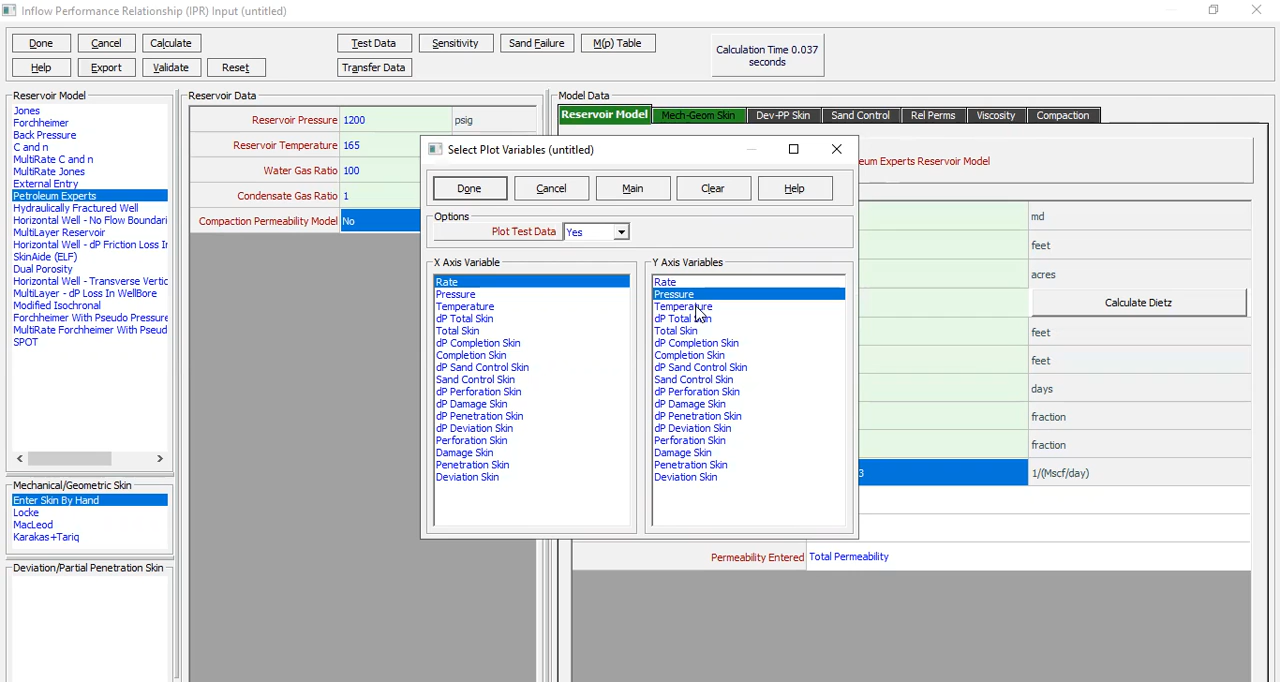 Inflow Performance Relationship (IPR) Input (untitled)
Done Cancel Calculate Test Data Sensitivity Sand Failure M(p) Table
Help Export Validate Reset Transfer Data
Calculation Time 0.037
seconds
Reservoir Model
Jones
Forchheimer
Back Pressure
C and n
MultiRate C and n
MultiRate Jones
External Entry
Petroleum Experts
Hydraulically Fractured Well
Horizontal Well - No Flow Boundari
MultiLayer Reservoir
Horizontal Well - dP Friction Loss Ir
SkinAide (ELF)
Dual Porosity
Horizontal Well - Transverse Vertic
MultiLayer - dP Loss In WellBore
Modified Isochronal
Forchheimer With Pseudo Pressure
MultiRate Forchheimer With Pseud
SPOT
Mechanical/Geometric Skin
Enter Skin By Hand
Locke
MacLeod
Karakas+Tariq
Deviation/Partial Penetration Skin
Reservoir Data
Reservoir Pressure 1200 psig
Reservoir Temperature 165
Water Gas Ratio 100
Condensate Gas Ratio 1
Compaction Permeability Model No
Model Data
Reservoir Model Mech-Geom Skin Dev-PP Skin Sand Control Rel Perms Viscosity Compaction
eum Experts Reservoir Model
md
feet
acres
Calculate Dietz
feet
feet
days
fraction
fraction
3 1/(Mscf/day)
Permeability Entered Total Permeability
Select Plot Variables (untitled)
Done Cancel Main Clear Help
Options
Plot Test Data Yes
X Axis Variable
Rate
Pressure
Temperature
dP Total Skin
Total Skin
dP Completion Skin
Completion Skin
dP Sand Control Skin
Sand Control Skin
dP Perforation Skin
dP Damage Skin
dP Penetration Skin
dP Deviation Skin
Perforation Skin
Damage Skin
Penetration Skin
Deviation Skin
Y Axis Variables
Rate
Pressure
Temperature
dP Total Skin
Total Skin
dP Completion Skin
Completion Skin
dP Sand Control Skin
Sand Control Skin
dP Perforation Skin
dP Damage Skin
dP Penetration Skin
dP Deviation Skin
Perforation Skin
Damage Skin
Penetration Skin
Deviation Skin